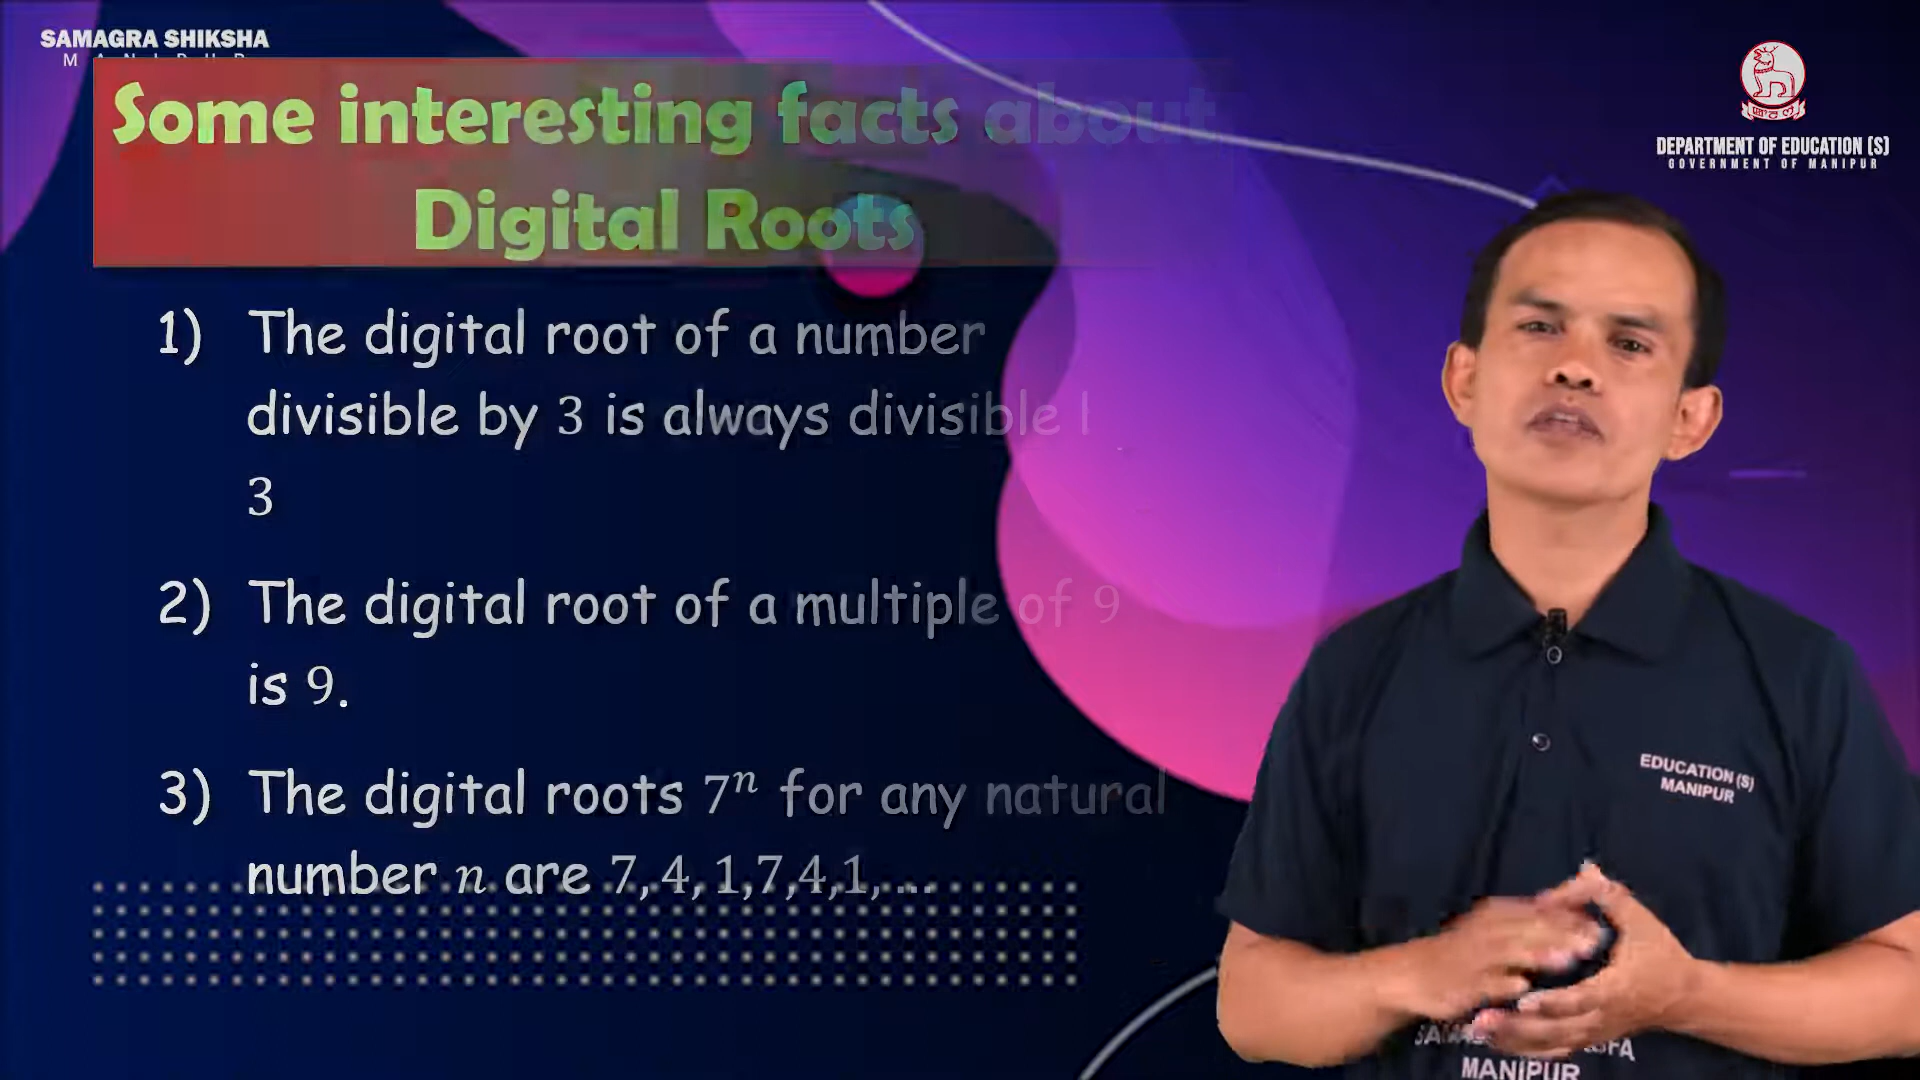 SAMAGRA SHIKSHA
MANIPUR
Some interesting facts about
Digital Roots
DEPARTMENT OF EDUCATION (S)
GOVERNMENT OF MANIPUR
1) The digital root of a number
divisible by 3 is always divisible
3
2) The digital root of a multiple of 9
is 9.
3) The digital roots 7ⁿ for any natural
number n are 7,4,1,7,4,1,...
EDUCATION (S)
MANIPUR
MANIPUR